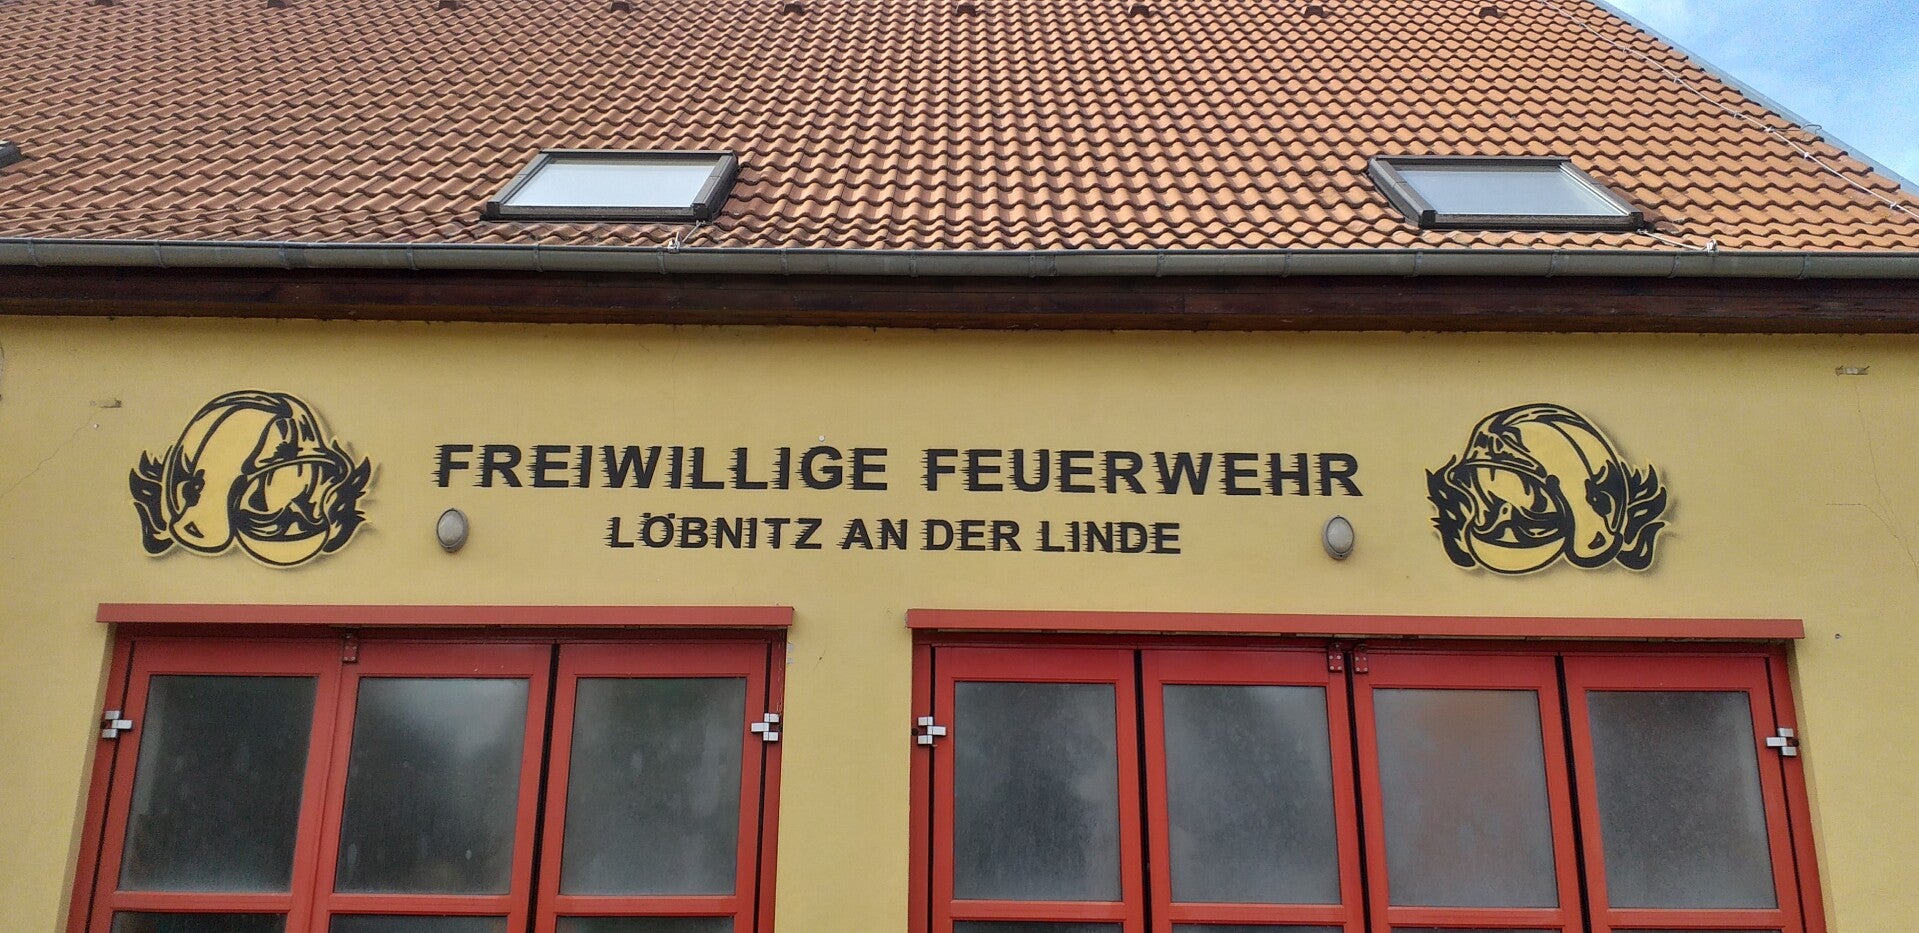 FREIWILLIGE FEUERWEHR
LÖBNITZ AN DER LINDE